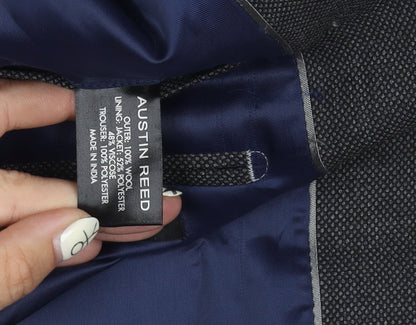 AUSTIN REED
OUTER: 100% WOOL
LINING: JACKET: 52% POLYESTER
48% VISCOSE
TROUSER: 100% POLYESTER
MADE IN INDIA